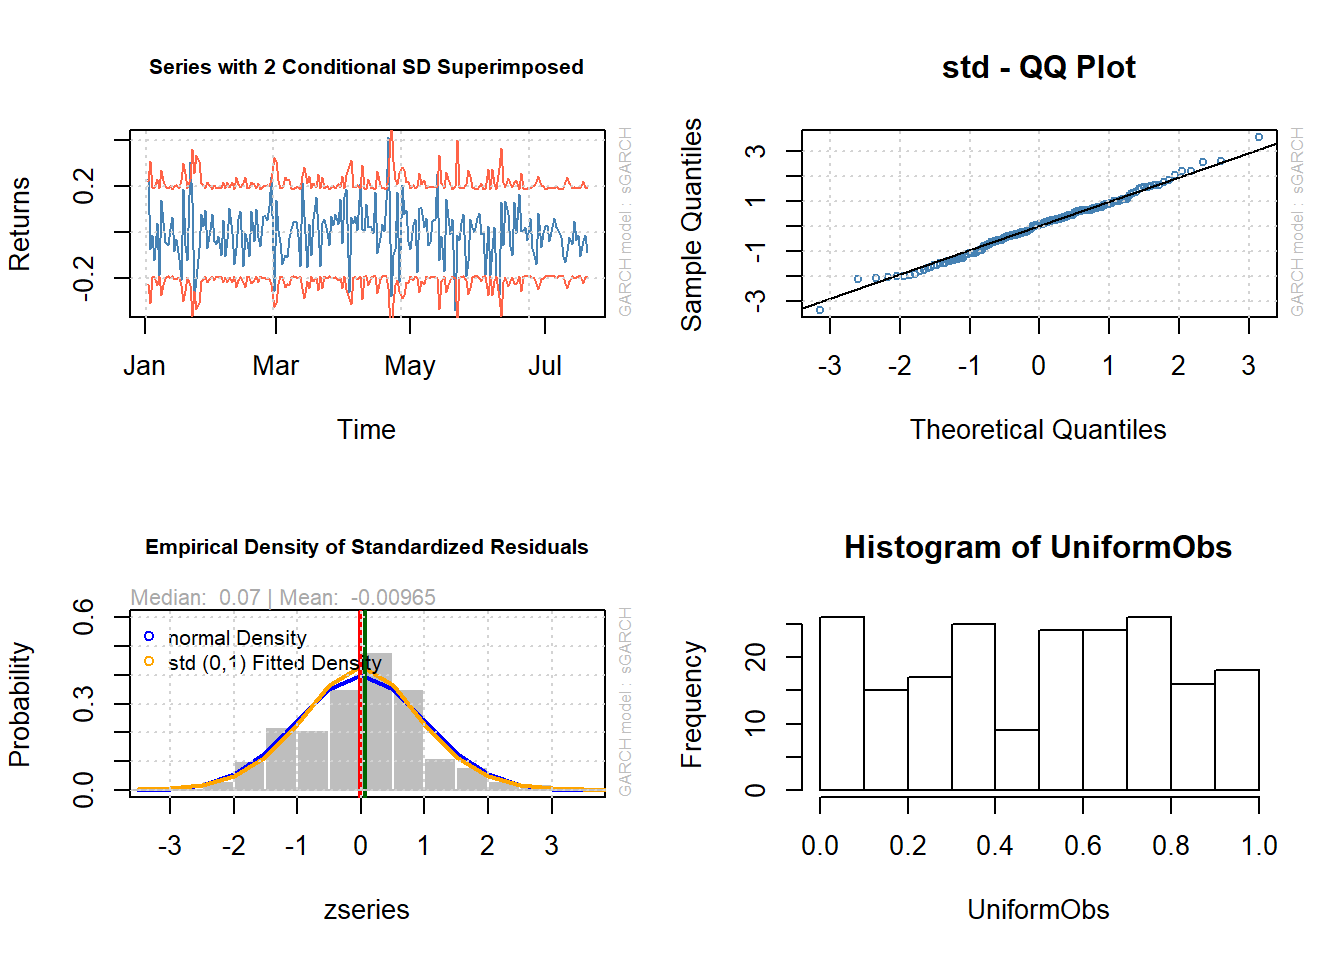 Series with 2 Conditional SD Superimposed
Returns
0.2
-0.2
Jan Mar May Jul
Time
GARCH model : sGARCH
std - QQ Plot
Sample Quantiles
3
1
-1
-3
-3 -2 -1 0 1 2 3
Theoretical Quantiles
GARCH model : sGARCH
Empirical Density of Standardized Residuals
Median: 0.07 | Mean: -0.00965
normal Density
std (0,1) Fitted Density
Probability
0.6
0.3
0.0
-3 -2 -1 0 1 2 3
zseries
GARCH model : sGARCH
Histogram of UniformObs
Frequency
20
10
0
0.0 0.2 0.4 0.6 0.8 1.0
UniformObs